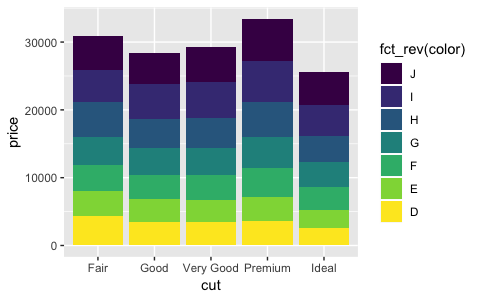 30000
20000
10000
0
price
Fair
Good
Very Good
Premium
Ideal
cut
fct_rev(color)
J
I
H
G
F
E
D